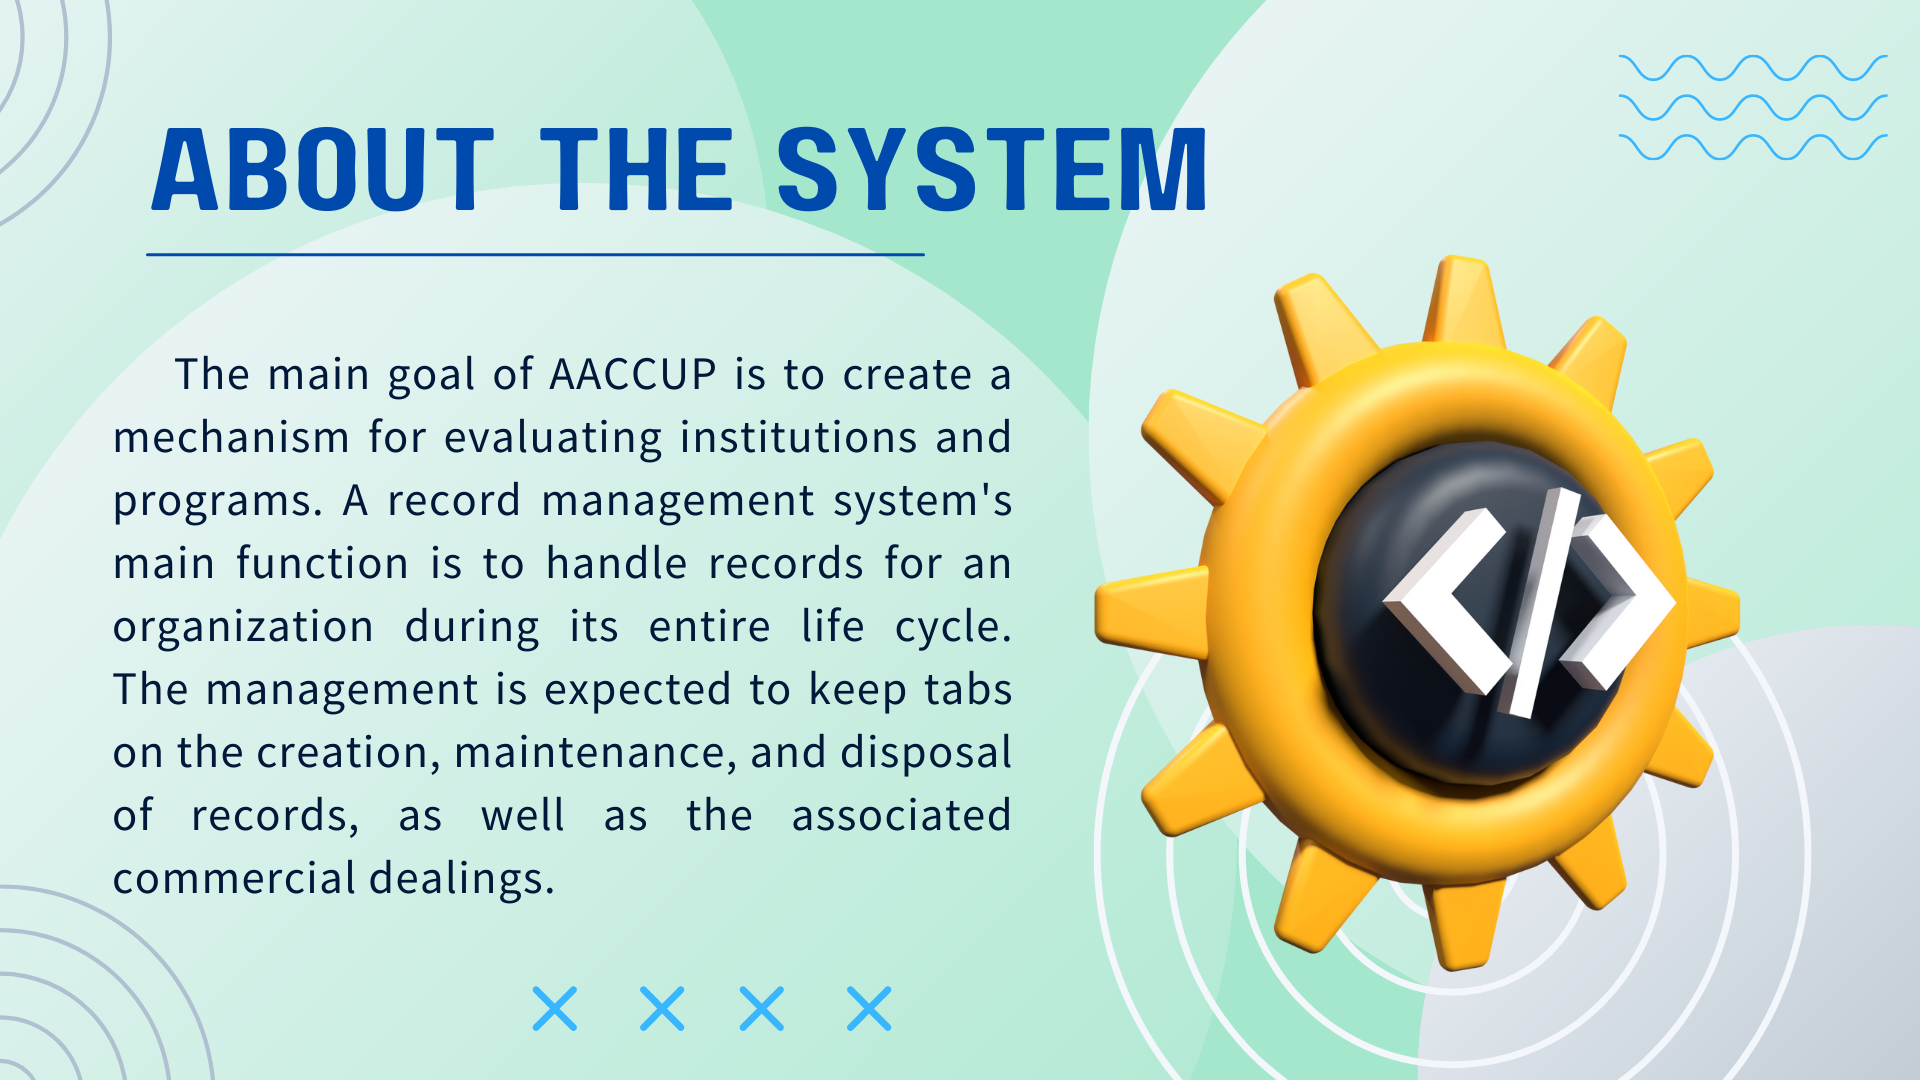 ABOUT THE SYSTEM
The main goal of AACCUP is to create a
mechanism for evaluating institutions and
programs. A record management system's
main function is to handle records for an
organization during its entire life cycle.
The management is expected to keep tabs
on the creation, maintenance, and disposal
of records, as well as the associated
commercial dealings.